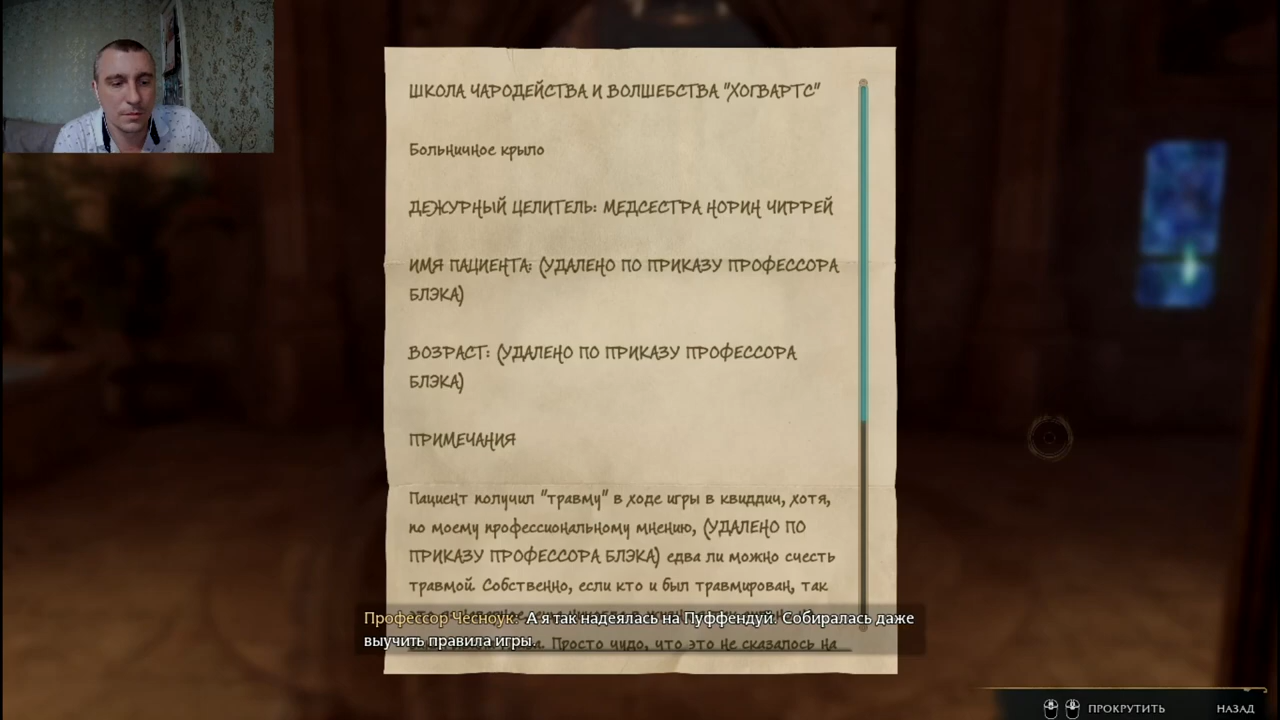 ШКОЛА ЧАРОДЕЙСТВА И ВОЛШЕБСТВА "ХОГВАРТС"
Больничное крыло
ДЕЖУРНЫЙ ЦЕЛИТЕЛЬ: МЕДСЕСТРА НОРИН ЧИРРЕЙ
ИМЯ ПАЦИЕНТА: (УДАЛЕНО ПО ПРИКАЗУ ПРОФЕССОРА
БЛЭКА)
ВОЗРАСТ: (УДАЛЕНО ПО ПРИКАЗУ ПРОФЕССОРА
БЛЭКА)
ПРИМЕЧАНИЯ
Пациент получил "травму" в ходе игры в квиддич, хотя,
по моему профессиональному мнению, (УДАЛЕНО ПО
ПРИКАЗУ ПРОФЕССОРА БЛЭКА) едва ли можно счесть
травмой. Собственно, если кто и был травмирован, так
Профессор Чесноук: А я так надеялась на Пуффендуй. Собиралась даже
выучить правила игры.
Просто чудо, что это не сказалось на
ПРОКРУТИТЬ
НАЗАД